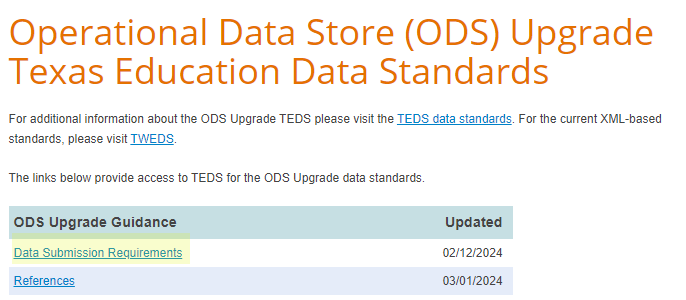 Operational Data Store (ODS) Upgrade
Texas Education Data Standards
For additional information about the ODS Upgrade TEDS please visit the TEDS data standards. For the current XML-based
standards, please visit TWEDS.
The links below provide access to TEDS for the ODS Upgrade data standards.
ODS Upgrade Guidance Updated
Data Submission Requirements 02/12/2024
References 03/01/2024